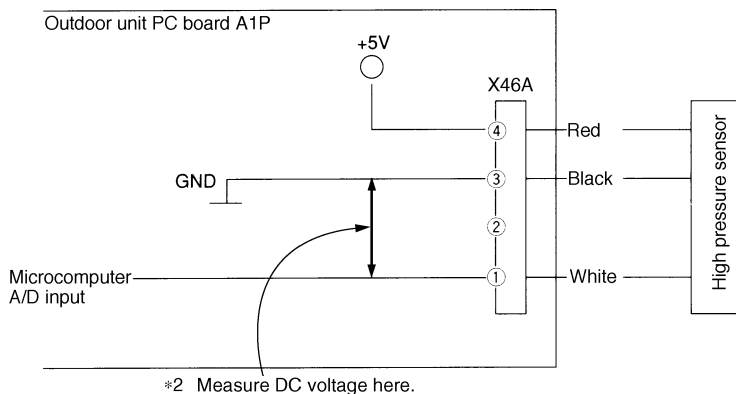 Outdoor unit PC board A1P
+5V
X46A
4
Red
GND
3
Black
2
Microcomputer
A/D input
1
White
High pressure sensor
*2 Measure DC voltage here.